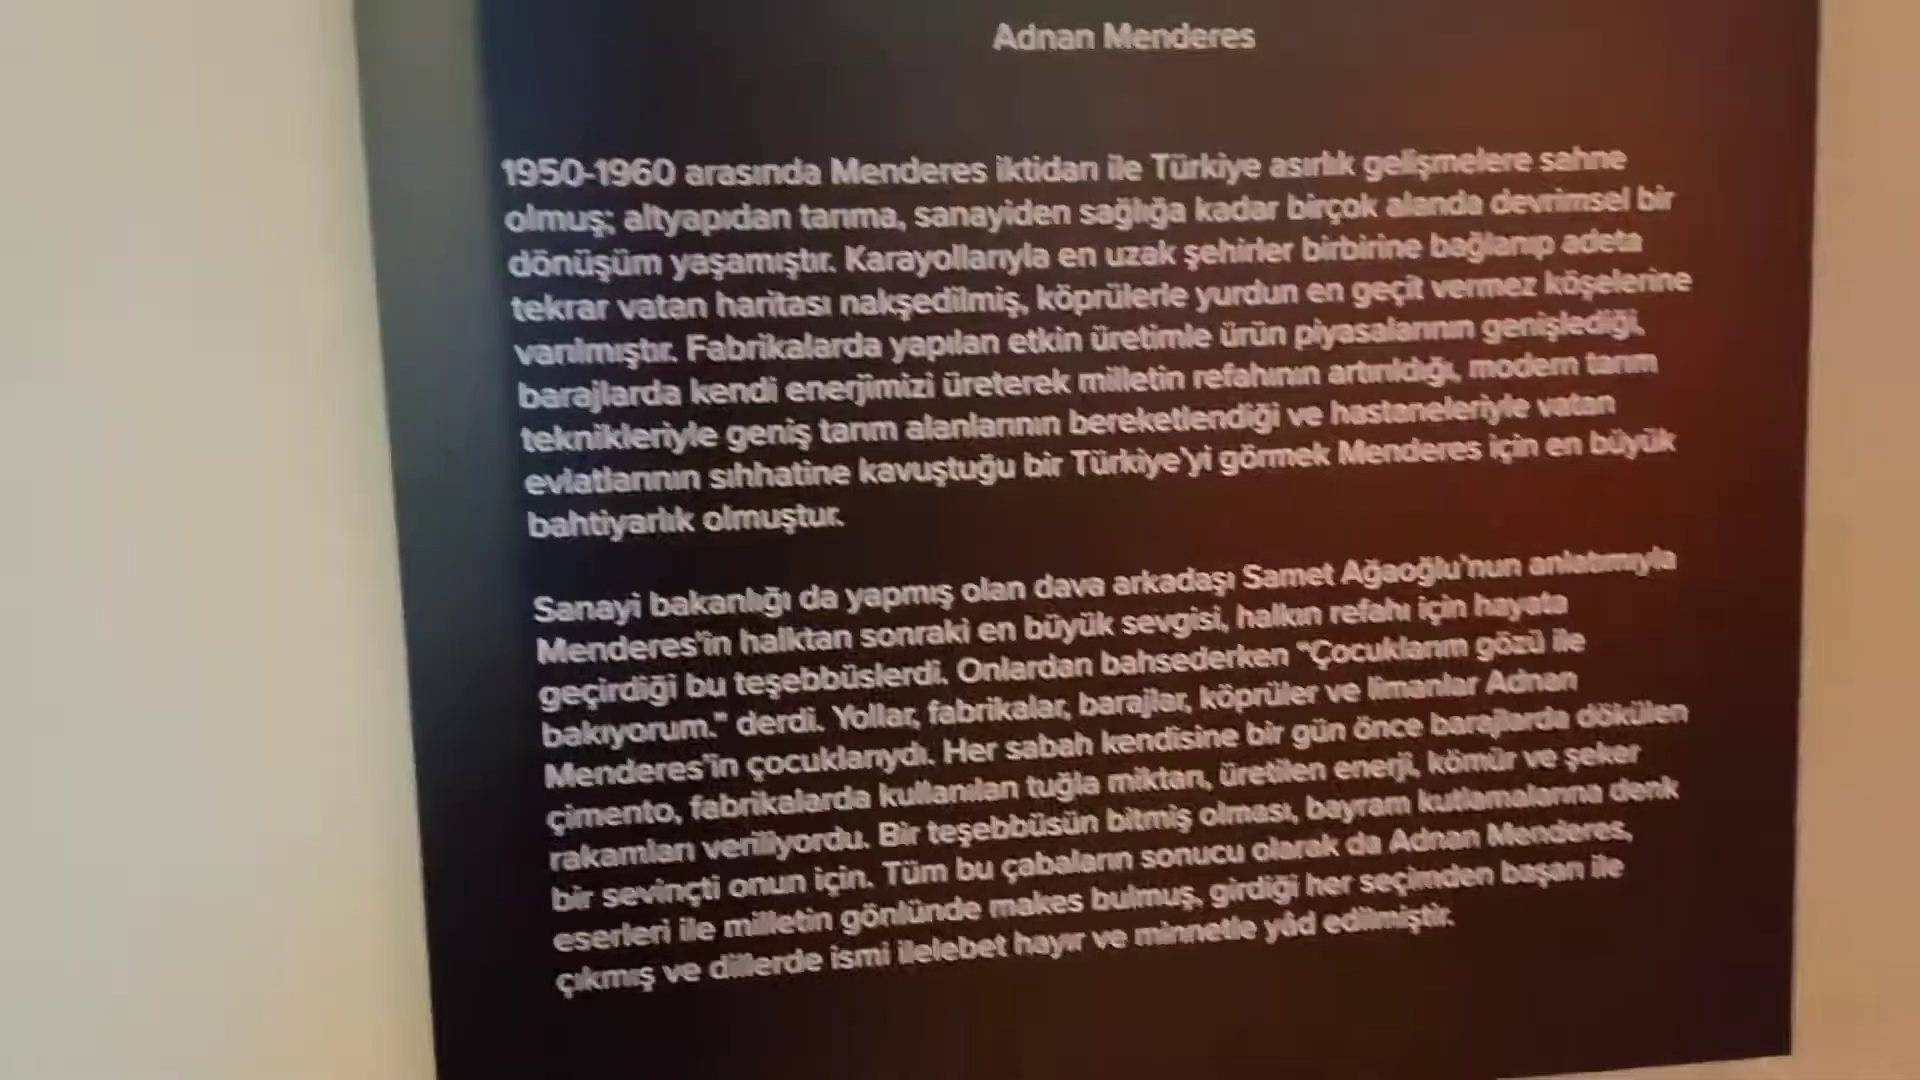 Adnan Menderes
1950-1960 arasında Menderes iktidarı ile Türkiye asırlık gelişmelere sahne
olmuş; altyapıdan tarıma, sanayiden sağlığa kadar birçok alanda devrimsel bir
dönüşüm yaşamıştır. Karayollarıyla en uzak şehirler birbirine bağlanıp adeta
tekrar vatan haritası nakşedilmiş, köprülerle yurdun en geçit vermez köşelerine
varılmıştır. Fabrikalarda yapılan etkin üretimle ürün piyasalarının genişlediği,
barajlarda kendi enerjimizi üreterek milletin refahının artırıldığı, modern tarım
teknikleriyle geniş tarım alanlarının bereketlendiği ve hastaneleriyle vatan
evlatlarının sıhhatine kavuştuğu bir Türkiye'yi görmek Menderes için en büyük
bahtiyarlık olmuştur.
Sanayi bakanlığı da yapmış olan dava arkadaşı Samet Ağaoğlu'nun anlatımıyla
Menderes'in halktan sonraki en büyük sevgisi, halkın refahı için hayata
geçirdiği bu teşebbüslerdi. Onlardan bahsederken "Çocuklarım gözü ile
bakıyorum." derdi. Yollar, fabrikalar, barajlar, köprüler ve limanlar Adnan
Menderes'in çocuklarıydı. Her sabah kendisine bir gün önce barajlarda dökülen
çimento, fabrikalarda kullanılan tuğla miktarı, üretilen enerji, kömür ve şeker
rakamları veriliyordu. Bir teşebbüsün bitmiş olması, bayram kutlamalarına denk
bir sevinçti onun için. Tüm bu çabaların sonucu olarak da Adnan Menderes,
eserleri ile milletin gönlünde makes bulmuş, girdiği her seçimden başarı ile
çıkmış ve dillerde ismi ilelebet hayır ve minnetle yâd edilmiştir.